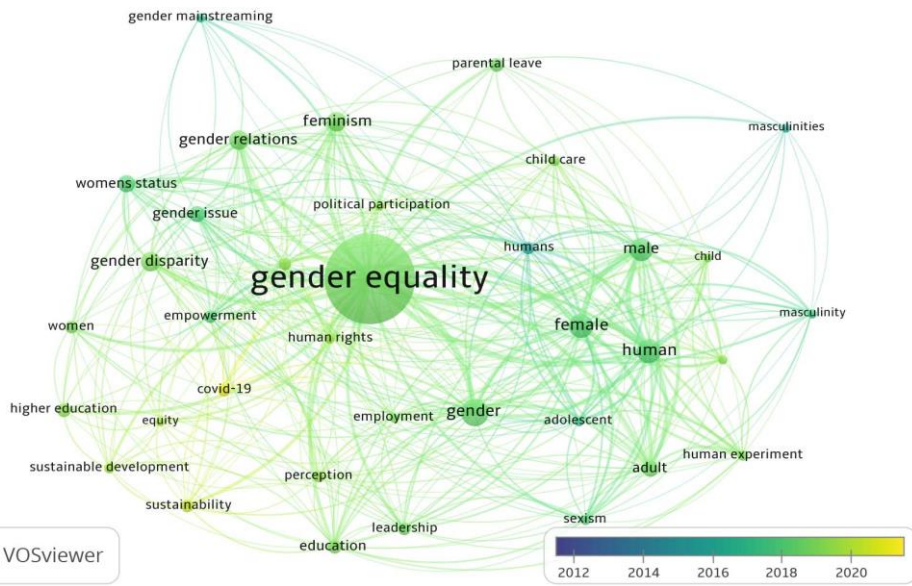 gender mainstreaming
parental leave
feminism
masculinities
gender relations
child care
womens status
political participation
gender issue
humans
male
child
gender disparity
gender equality
empowerment
masculinity
women
human rights
female
human
covid-19
higher education
equity
employment
gender
adolescent
sustainable development
perception
adult
human experiment
sustainability
leadership
sexism
education
VOSviewer
2012 2014 2016 2018 2020